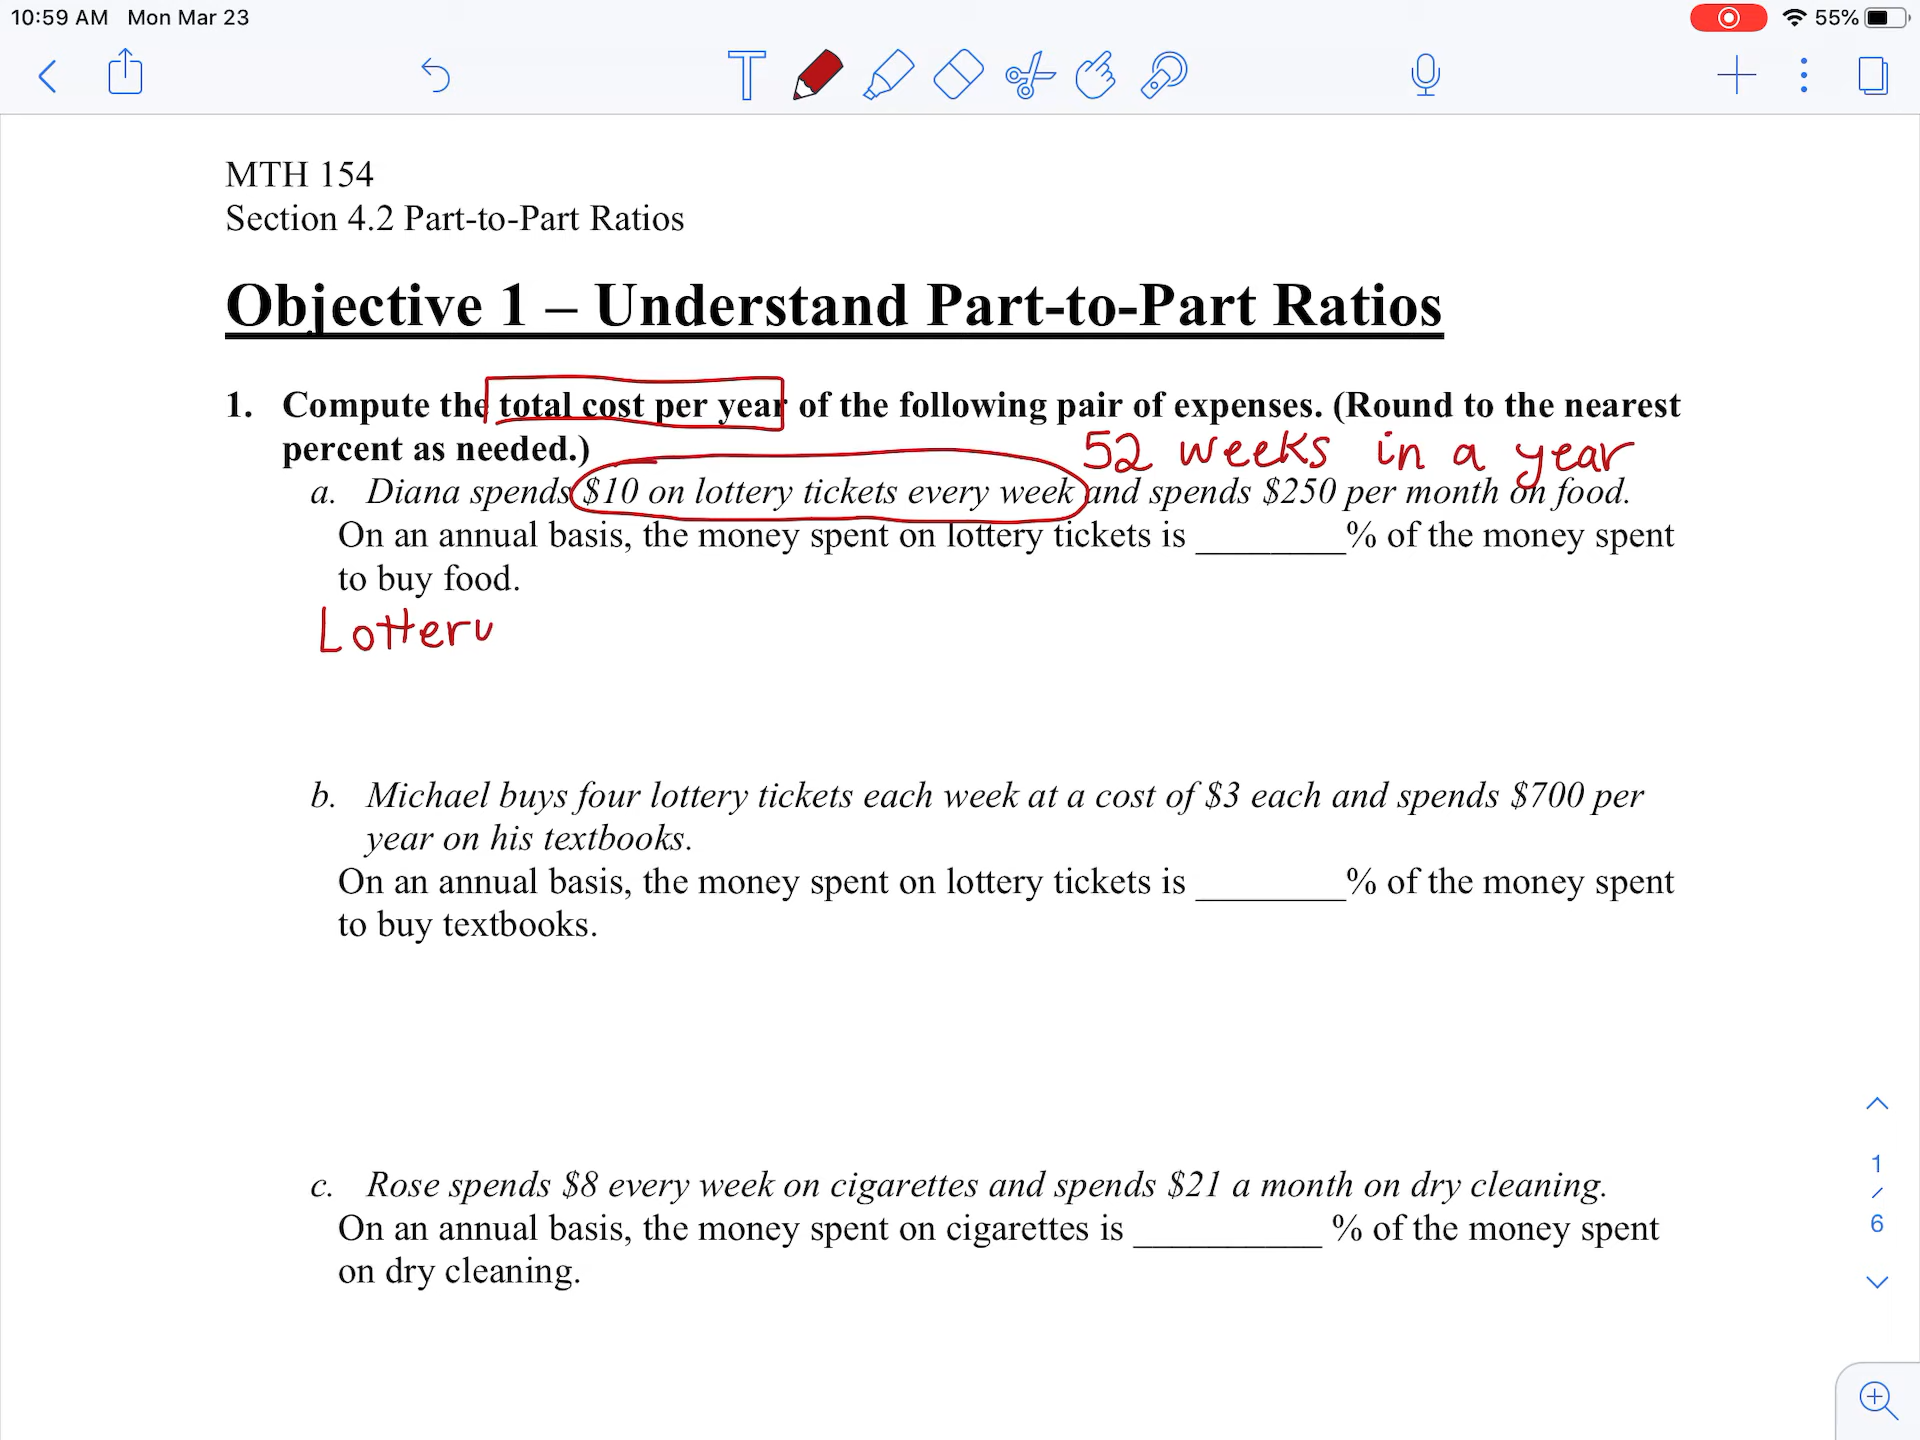 10:59 AM Mon Mar 23
55%
T
MTH 154
Section 4.2 Part-to-Part Ratios
Objective 1 – Understand Part-to-Part Ratios
1. Compute the total cost per year of the following pair of expenses. (Round to the nearest
percent as needed.)
52 weeks in a year
a. Diana spends $10 on lottery tickets every week and spends $250 per month on food.
On an annual basis, the money spent on lottery tickets is ________% of the money spent
to buy food.
Lotteru
b. Michael buys four lottery tickets each week at a cost of $3 each and spends $700 per
year on his textbooks.
On an annual basis, the money spent on lottery tickets is ________% of the money spent
to buy textbooks.
c. Rose spends $8 every week on cigarettes and spends $21 a month on dry cleaning.
On an annual basis, the money spent on cigarettes is __________ % of the money spent
on dry cleaning.
1
/
6